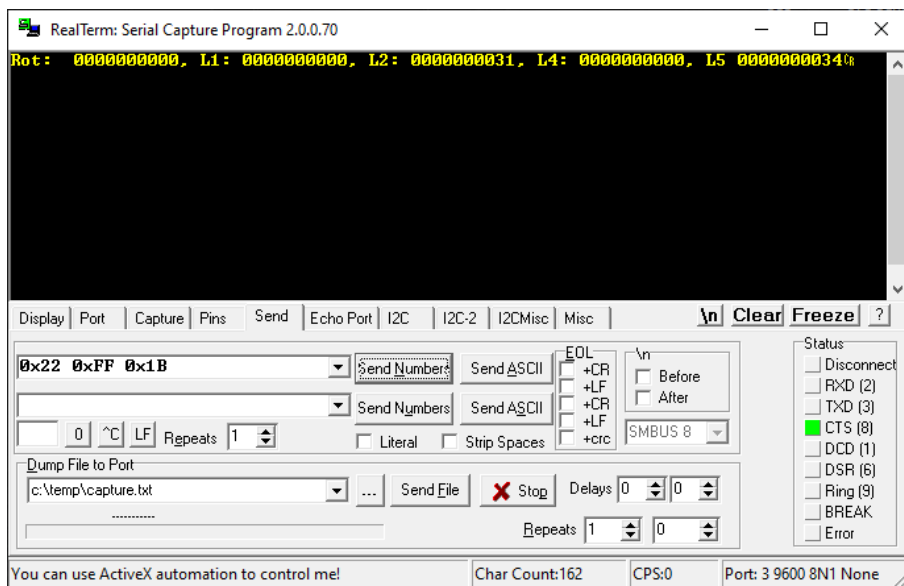 RealTerm: Serial Capture Program 2.0.0.70
Rot: 0000000000, L1: 0000000000, L2: 0000000031, L4: 0000000000, L5 0000000034CR
Display Port Capture Pins Send Echo Port I2C I2C-2 I2CMisc Misc \n Clear Freeze ?
EOL \n Status
0x22 0xFF 0x1B Send Numbers Send ASCII +CR Before Disconnect
+LF After RXD (2)
Send Numbers Send ASCII +CR TXD (3)
0 ^C LF Repeats 1 Literal Strip Spaces +LF SMBUS 8 CTS (8)
+crc DCD (1)
Dump File to Port DSR (6)
c:\temp\capture.txt ... Send File Stop Delays 0 0 Ring (9)
----------- BREAK
Repeats 1 0 Error
You can use ActiveX automation to control me! Char Count:162 CPS:0 Port: 3 9600 8N1 None